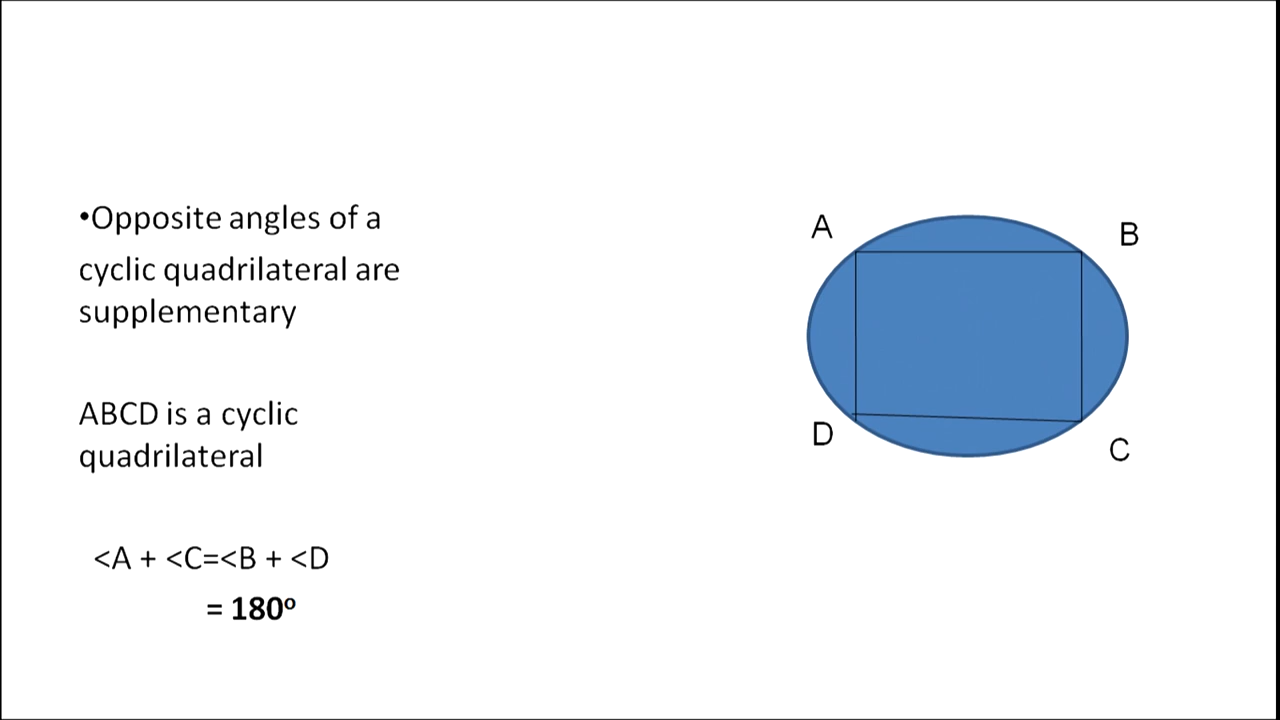 •Opposite angles of a
cyclic quadrilateral are
supplementary
ABCD is a cyclic
quadrilateral
<A + <C=<B + <D
= 180º
A
B
D
C